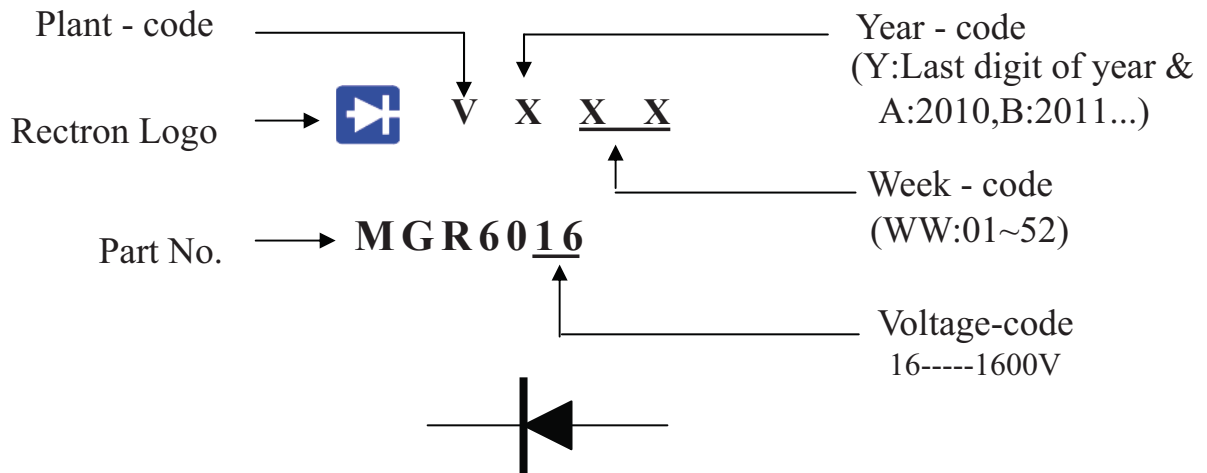 Plant - code
Year - code
(Y:Last digit of year &
A:2010,B:2011...)
Rectron Logo
V X X X
Week - code
(WW:01~52)
Part No.
MGR6016
Voltage-code
16-----1600V